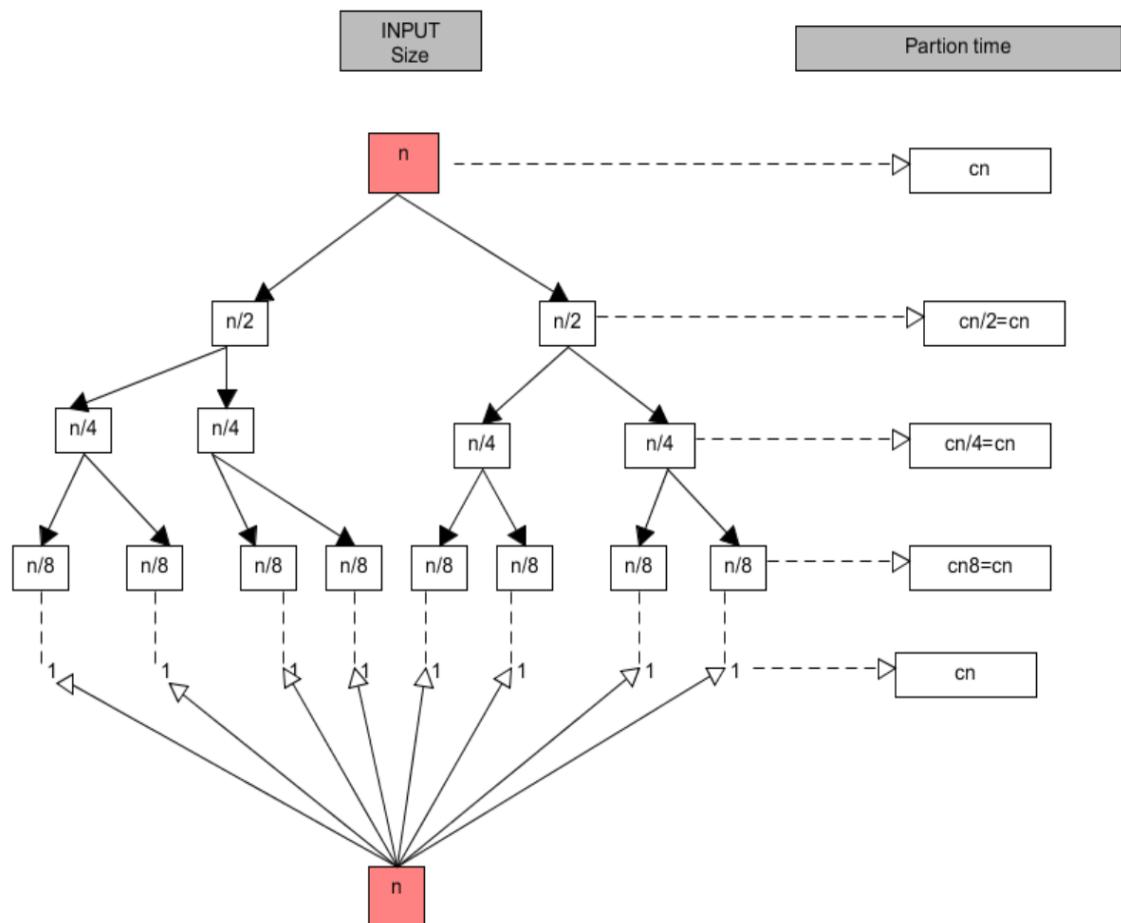 INPUT
Size
Partion time
n
cn
n/2
n/2
cn/2=cn
n/4
n/4
n/4
n/4
cn/4=cn
n/8
n/8
n/8
n/8
n/8
n/8
n/8
n/8
cn8=cn
1
1
1
1
1
1
1
1
cn
n